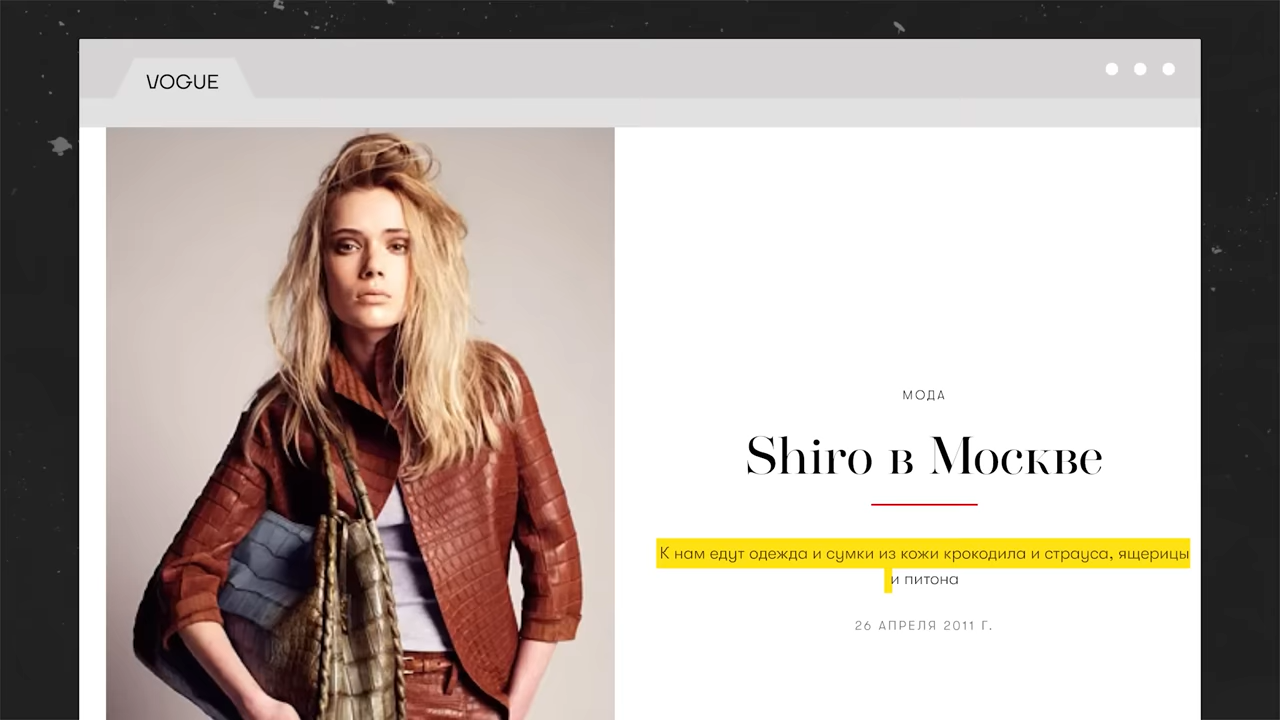 VOGUE
МОДА
Shiro в Москве
К нам едут одежда и сумки из кожи крокодила и страуса, ящерицы
и питона
26 АПРЕЛЯ 2011 Г.